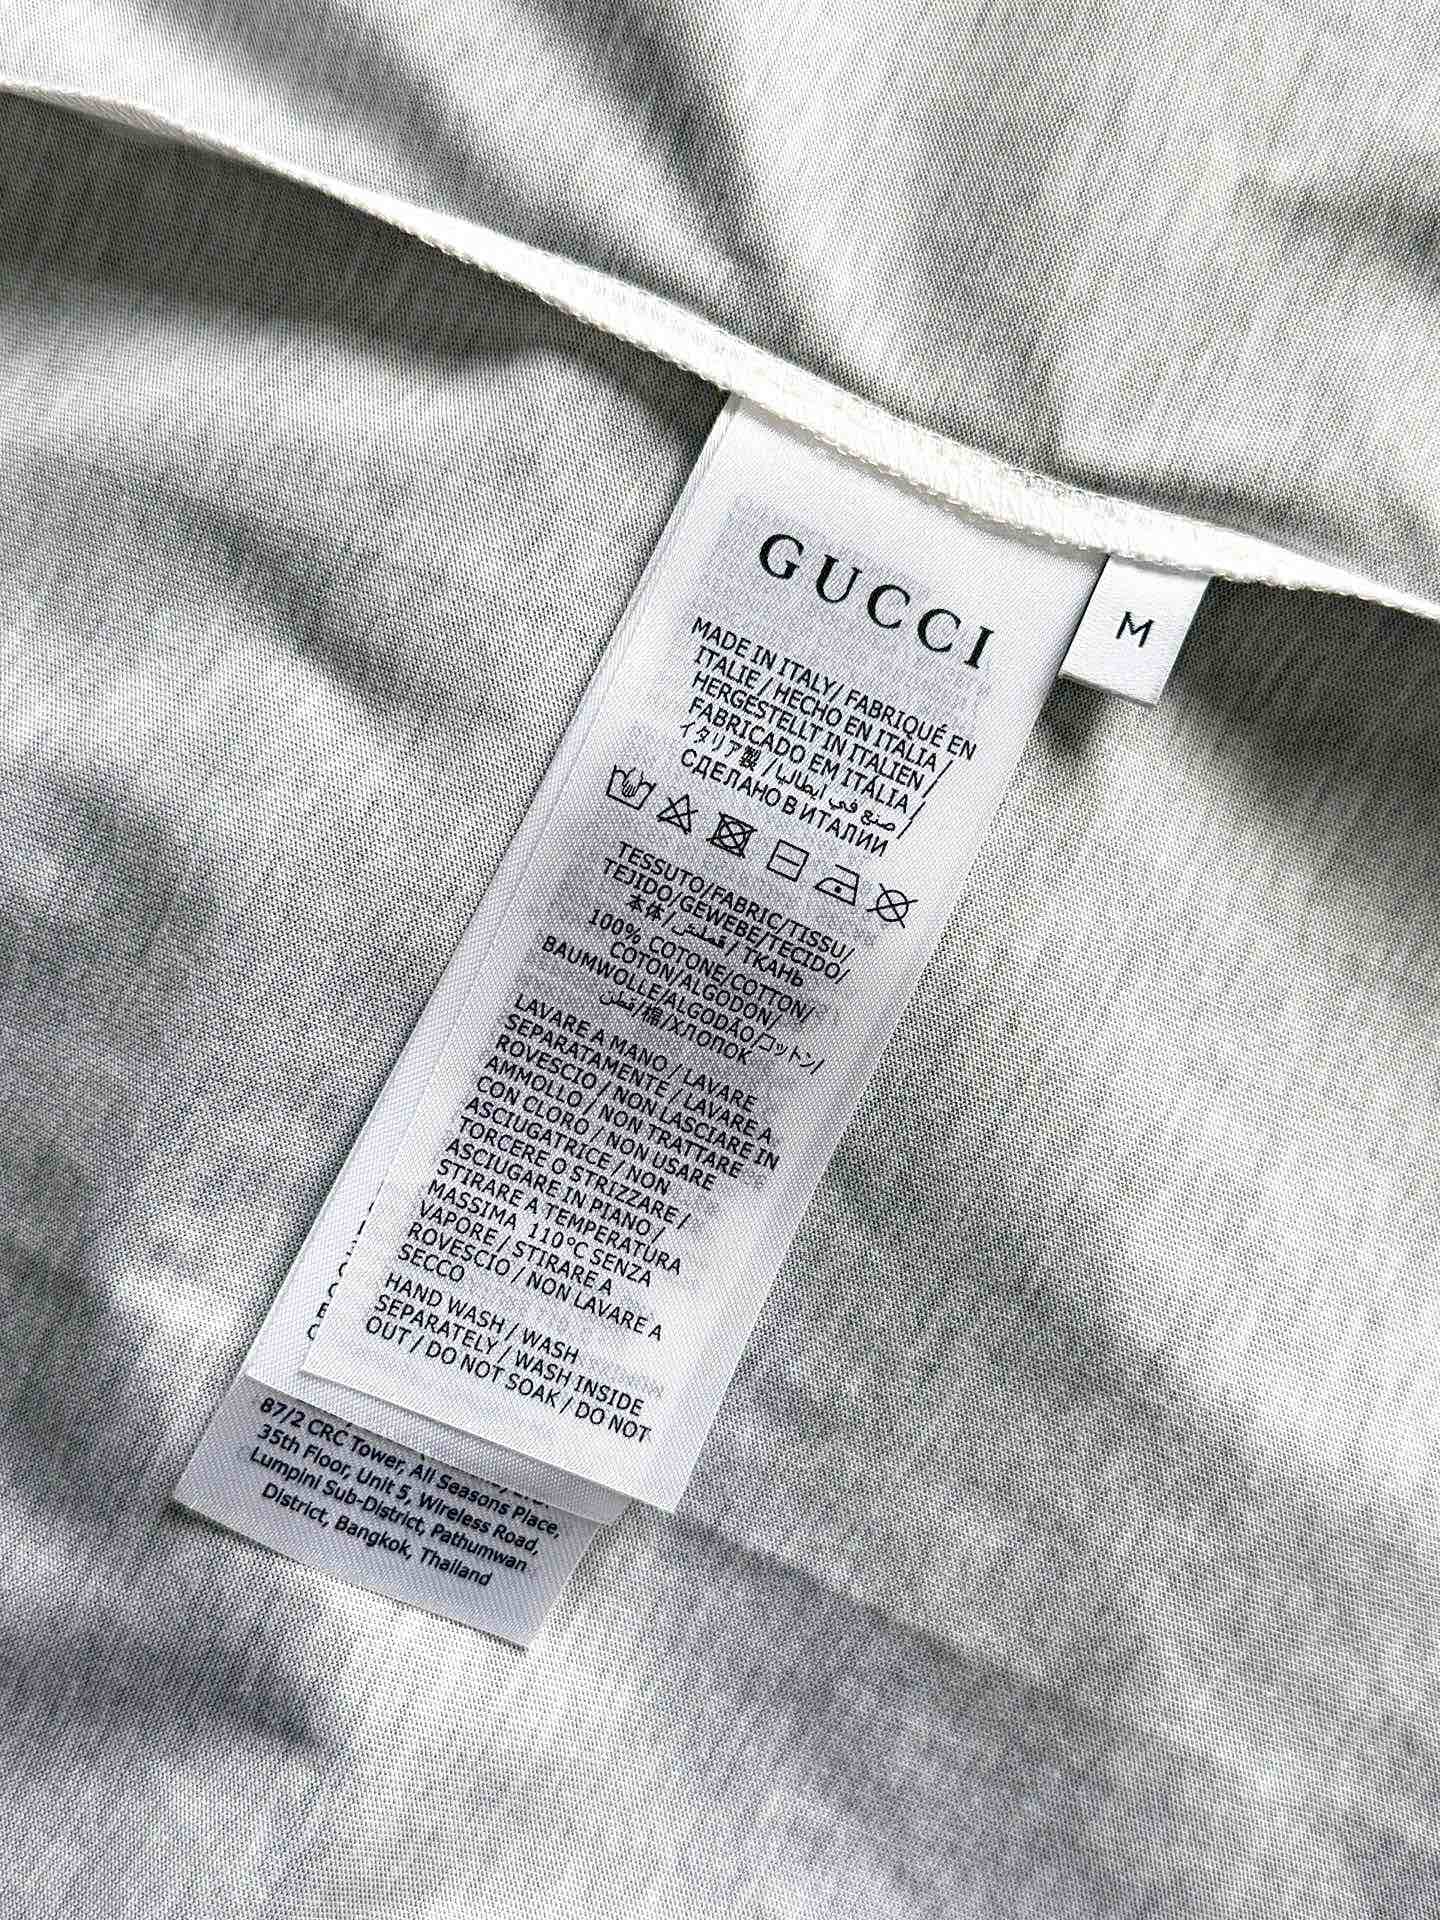 GUCCI
M
MADE IN ITALY/ FABRIQUÉ EN
ITALIE / HECHO EN ITALIA /
HERGESTELLT IN ITALIEN /
FABRICADO EM ITÁLIA /
イタリア製 / صنع في إيطاليا /
СДЕЛАНО В ИТАЛИИ
TESSUTO/FABRIC/TISSU/
TEJIDO/GEWEBE/TECIDO/
本体/ / ТКАНЬ
100% COTONE/COTTON/
COTON/ALGODÓN/
BAUMWOLLE/ALGODÃO/コットン/
قطن/棉/ХЛОПОК
LAVARE A MANO / LAVARE
SEPARATAMENTE / LAVARE A
ROVESCIO / NON LASCIARE IN
AMMOLLO / NON TRATTARE
CON CLORO / NON USARE
ASCIUGATRICE / NON
TORCERE O STRIZZARE /
ASCIUGARE IN PIANO /
STIRARE A TEMPERATURA
MASSIMA 110°C SENZA
VAPORE / STIRARE A
ROVESCIO / NON LAVARE A
SECCO
HAND WASH / WASH
SEPARATELY / WASH INSIDE
OUT / DO NOT SOAK / DO NOT
87/2 CRC Tower, All Seasons Place,
35th Floor, Unit 5, Wireless Road,
Lumpini Sub-District, Pathumwan
District, Bangkok, Thailand